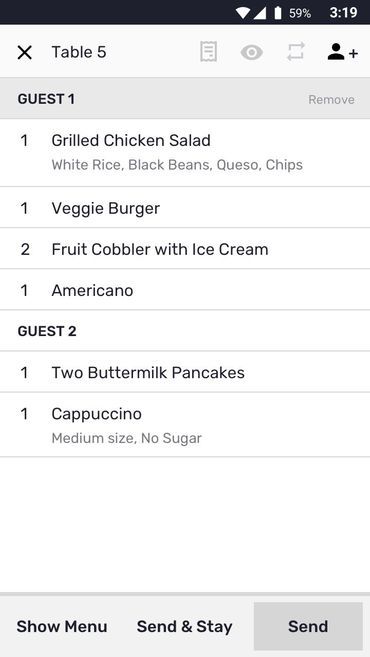 59% 3:19
Table 5
GUEST 1 Remove
1 Grilled Chicken Salad
White Rice, Black Beans, Queso, Chips
1 Veggie Burger
2 Fruit Cobbler with Ice Cream
1 Americano
GUEST 2
1 Two Buttermilk Pancakes
1 Cappuccino
Medium size, No Sugar
Show Menu Send & Stay Send